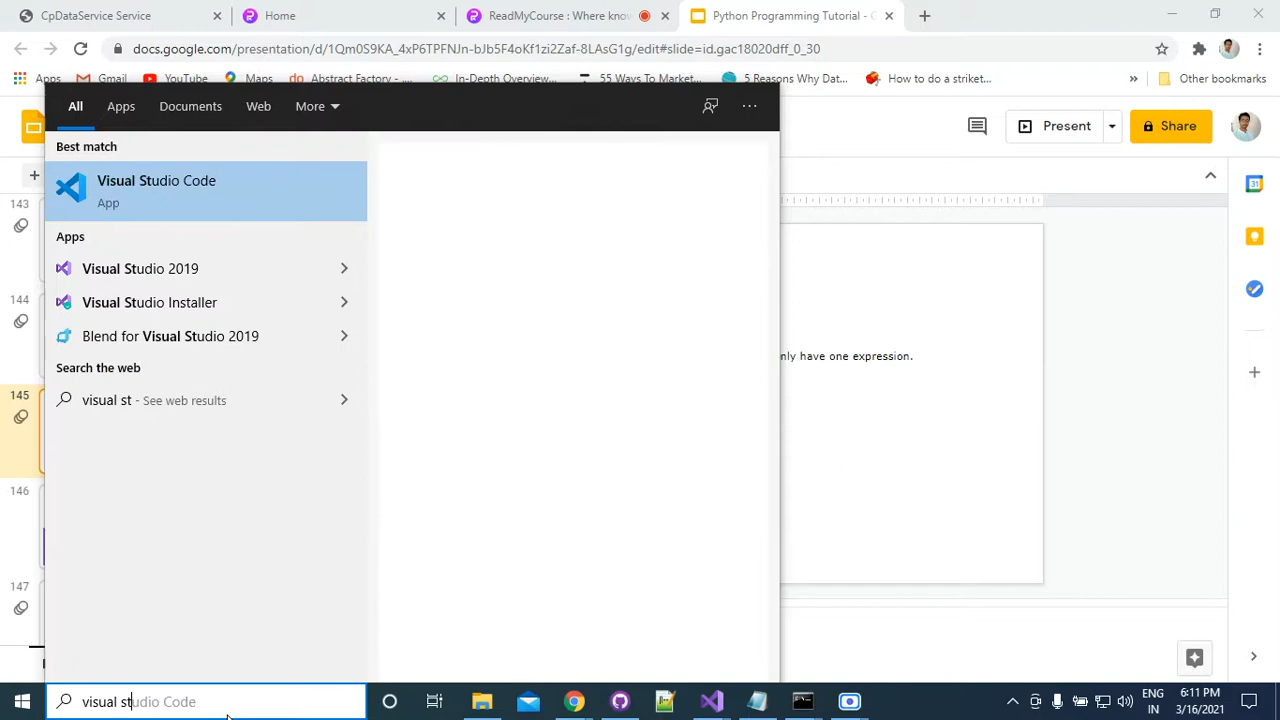 CpDataService Service
Home
ReadMyCourse : Where know
Python Programming Tutorial - G
docs.google.com/presentation/d/1Qm0S9KA_4xP6TPFNJn-bJb5F4oKf1zi2Zaf-8LAsG1g/edit#slide=id.gac18020dff_0_30
Apps
Gmail
YouTube
Maps
Abstract Factory - ....
In-Depth Overview...
55 Ways To Market...
5 Reasons Why Dat...
How to do a striket...
»
Other bookmarks
All
Apps
Documents
Web
More
Present
Share
Best match
Visual Studio Code
App
Apps
Visual Studio 2019
Visual Studio Installer
Blend for Visual Studio 2019
Search the web
visual st - See web results
143
144
145
146
147
nly have one expression.
31
visual studio Code
ENG
IN
6:11 PM
3/16/2021